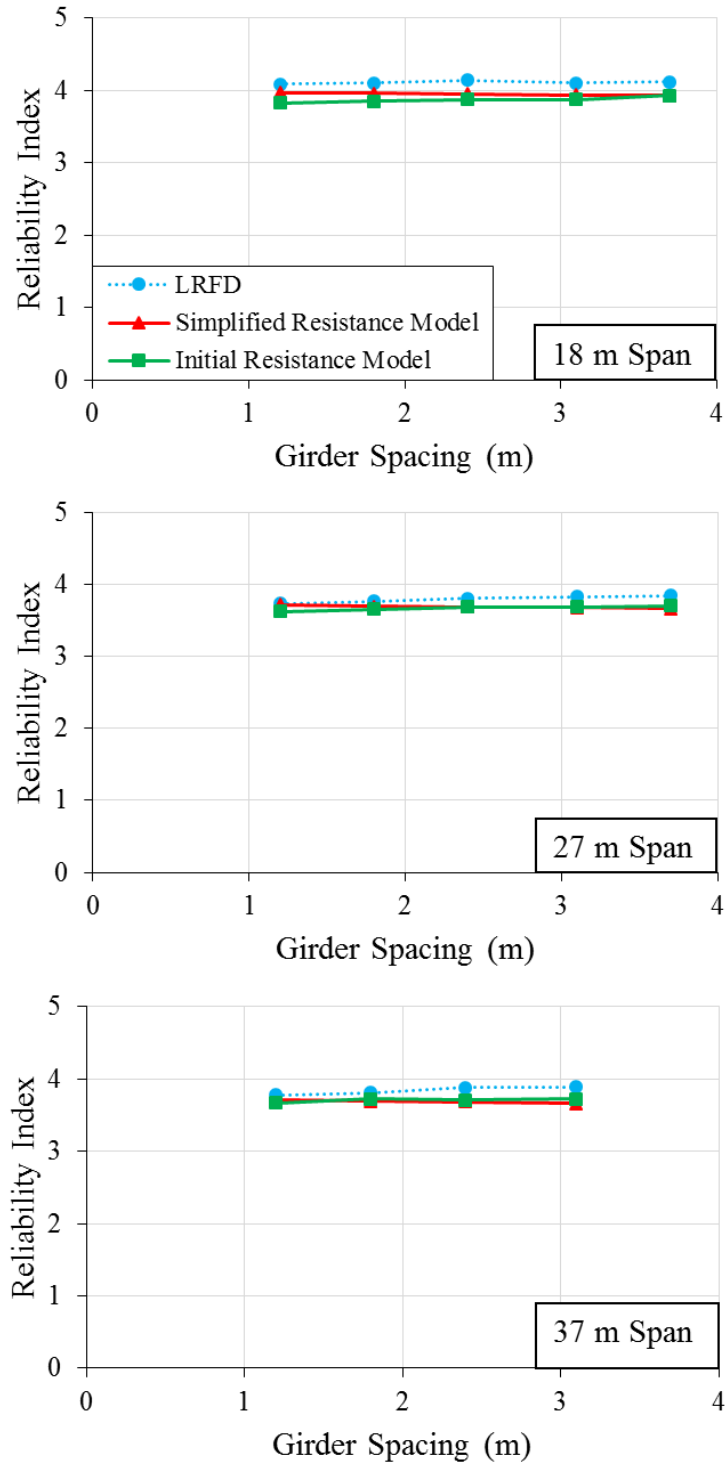 5
4
3
2
1
0
Reliability Index
LRFD
Simplified Resistance Model
Initial Resistance Model
18 m Span
0 1 2 3 4
Girder Spacing (m)
5
4
3
2
1
0
Reliability Index
27 m Span
0 1 2 3 4
Girder Spacing (m)
5
4
3
2
1
0
Reliability Index
37 m Span
0 1 2 3 4
Girder Spacing (m)